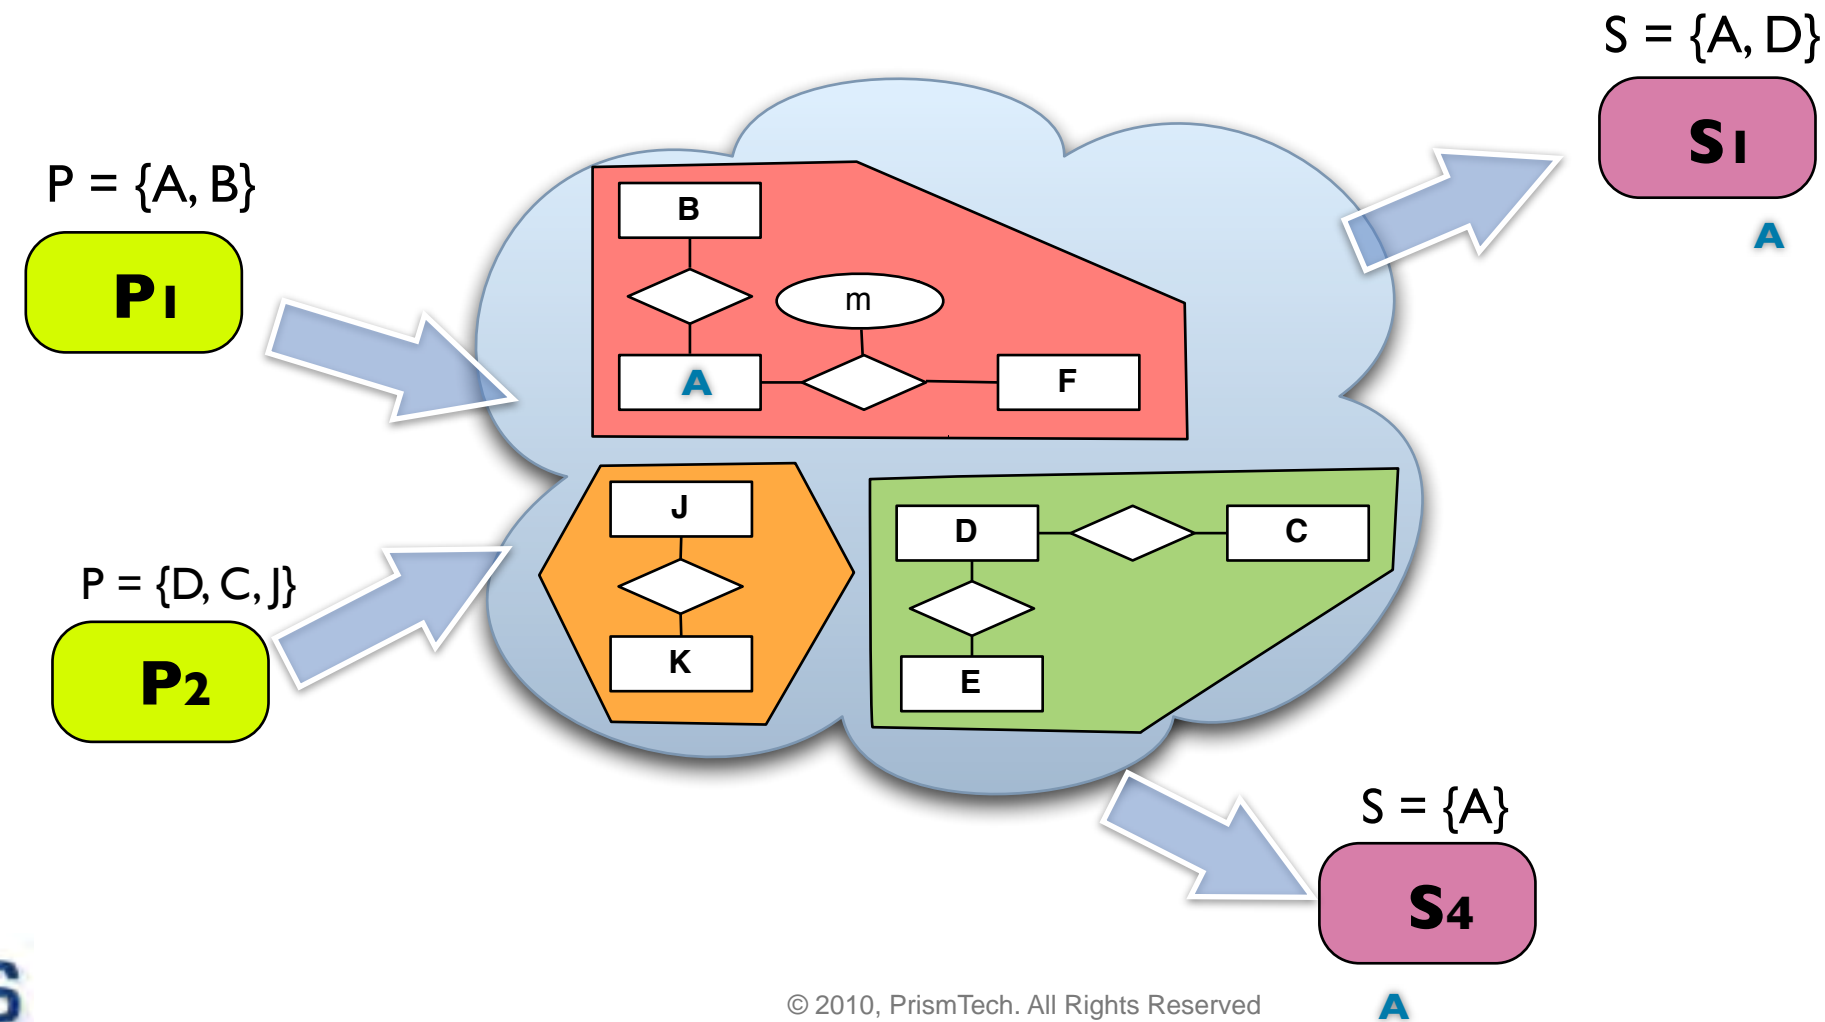 S = {A, D}
S1
A
P = {A, B}
P1
B
m
A
F
J
D
C
P = {D, C, J}
P2
K
E
S = {A}
S4
© 2010, PrismTech. All Rights Reserved
A